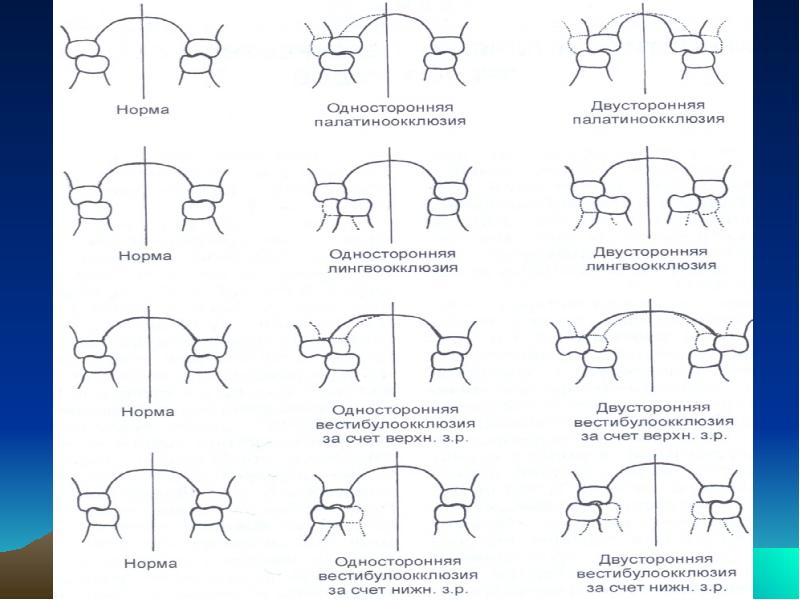 Норма
Односторонняя
палатиноокклюзия
Двусторонняя
палатиноокклюзия
Норма
Односторонняя
лингвоокклюзия
Двусторонняя
лингвоокклюзия
Норма
Односторонняя
вестибулоокклюзия
за счет верхн. з.р.
Двусторонняя
вестибулоокклюзия
за счет верхн. з.р.
Норма
Односторонняя
вестибулоокклюзия
за счет нижн. з.р.
Двусторонняя
вестибулоокклюзия
за счет нижн. з.р.